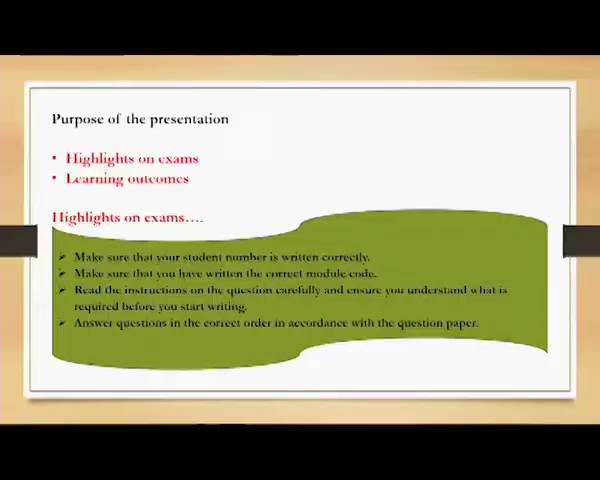 Purpose of the presentation
• Highlights on exams
• Learning outcomes
Highlights on exams....
➢ Make sure that your student number is written correctly.
➢ Make sure that you have written the correct module code.
➢ Read the instructions on the question carefully and ensure you understand what is
required before you start writing.
➢ Answer questions in the correct order in accordance with the question paper.